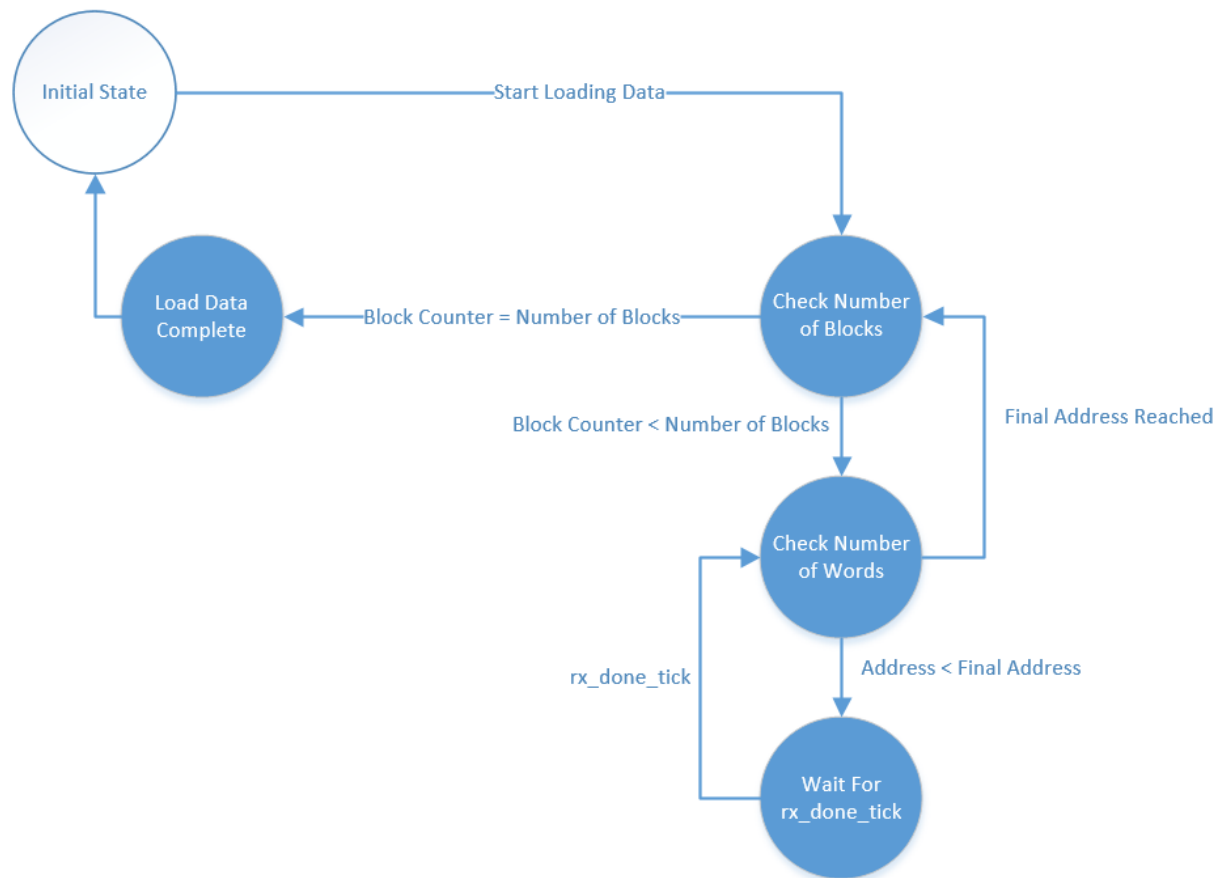 Initial State
Start Loading Data
Load Data
Complete
Block Counter = Number of Blocks
Check Number
of Blocks
Block Counter < Number of Blocks
Final Address Reached
Check Number
of Words
rx_done_tick
Address < Final Address
Wait For
rx_done_tick